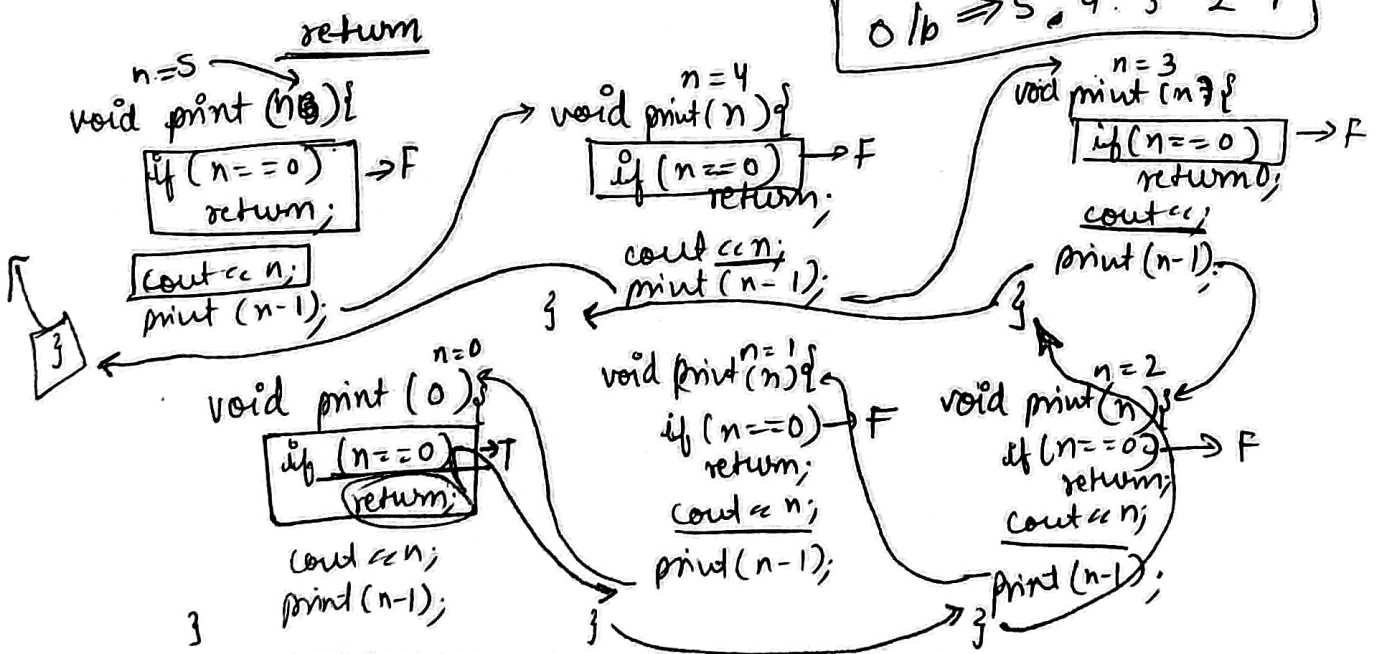 o/b ⇒ 5 . 4 . 3 2 1
return
n=5
void print (n){
if (n==0) → F
return;
cout << n;
print (n-1);
}
n=4
void print(n){
if (n==0) → F
return;
cout << n;
print (n-1);
}
n=3
void print (n){
if (n==0) → F
return 0;
cout <<;
print (n-1);
}
n=0
void print (0){
if (n==0) → T
return;
cout << n;
print (n-1);
}
n=1
void print (n){
if (n==0) → F
return;
cout << n;
print (n-1);
}
n=2
void print (n){
if (n==0) → F
return;
cout << n;
print (n-1);
}